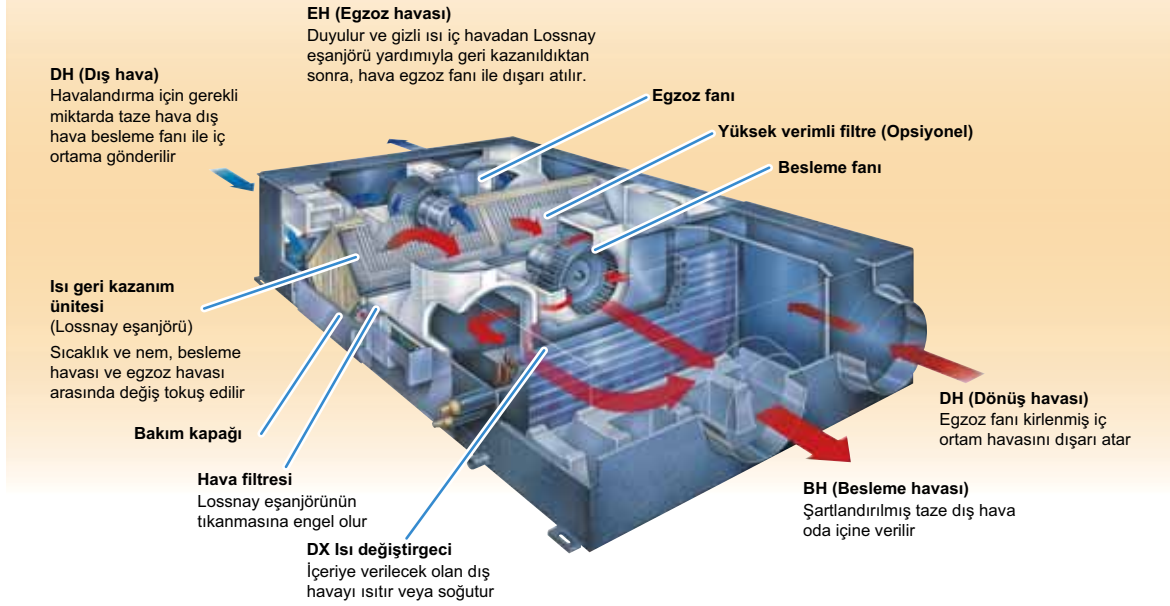 EH (Egzoz havası)
Duyulur ve gizli ısı iç havadan Lossnay
eşanjörü yardımıyla geri kazanıldıktan
sonra, hava egzoz fanı ile dışarı atılır.
DH (Dış hava)
Havalandırma için gerekli
miktarda taze hava dış
hava besleme fanı ile iç
ortama gönderilir
Egzoz fanı
Yüksek verimli filtre (Opsiyonel)
Besleme fanı
Isı geri kazanım
ünitesi
(Lossnay eşanjörü)
Sıcaklık ve nem, besleme
havası ve egzoz havası
arasında değiş tokuş edilir
Bakım kapağı
Hava filtresi
Lossnay eşanjörünün
tıkanmasına engel olur
DX Isı değiştirgeci
İçeriye verilecek olan dış
havayı ısıtır veya soğutur
DH (Dönüş havası)
Egzoz fanı kirlenmiş iç
ortam havasını dışarı atar
BH (Besleme havası)
Şartlandırılmış taze dış hava
oda içine verilir